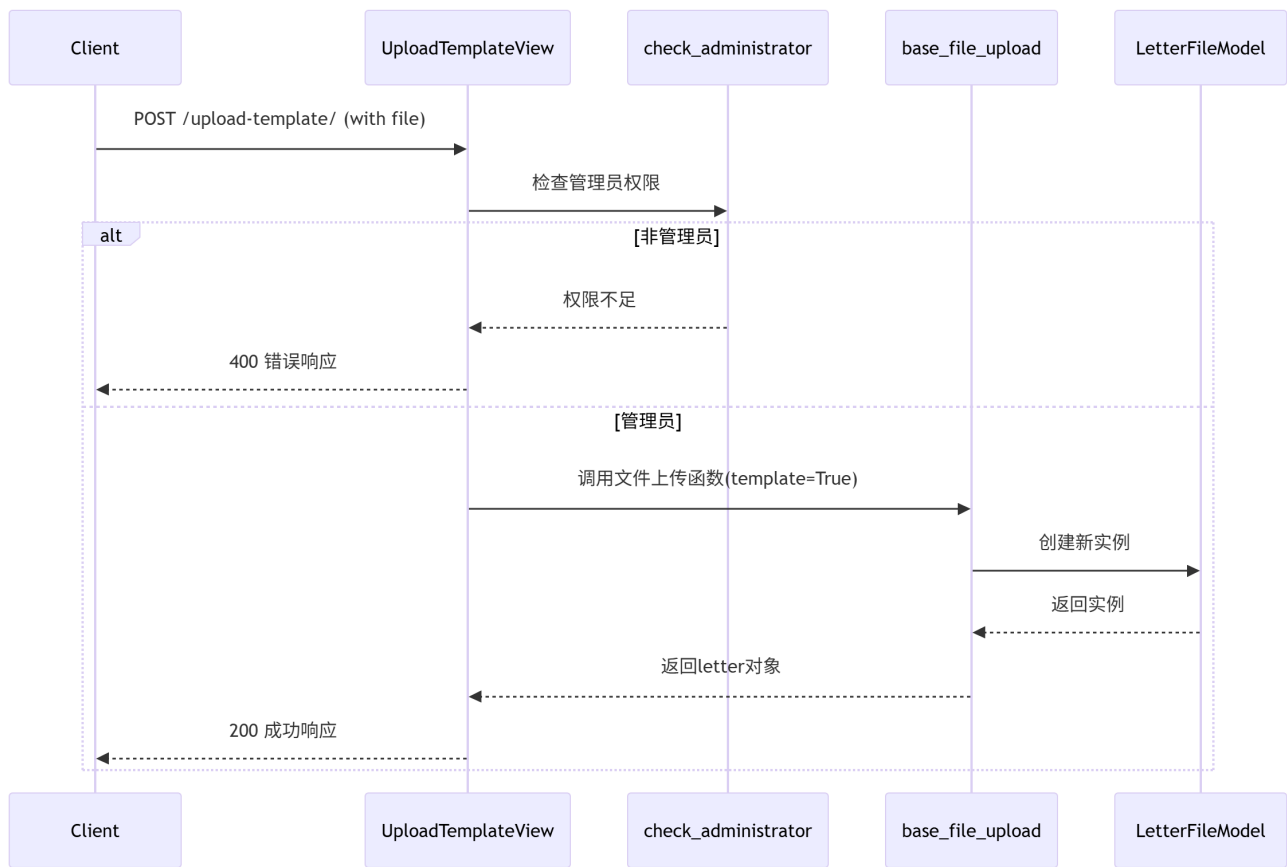 Client
UploadTemplateView
check_administrator
base_file_upload
LetterFileModel
POST /upload-template/ (with file)
检查管理员权限
alt
[非管理员]
权限不足
400 错误响应
[管理员]
调用文件上传函数(template=True)
创建新实例
返回实例
返回letter对象
200 成功响应
Client
UploadTemplateView
check_administrator
base_file_upload
LetterFileModel